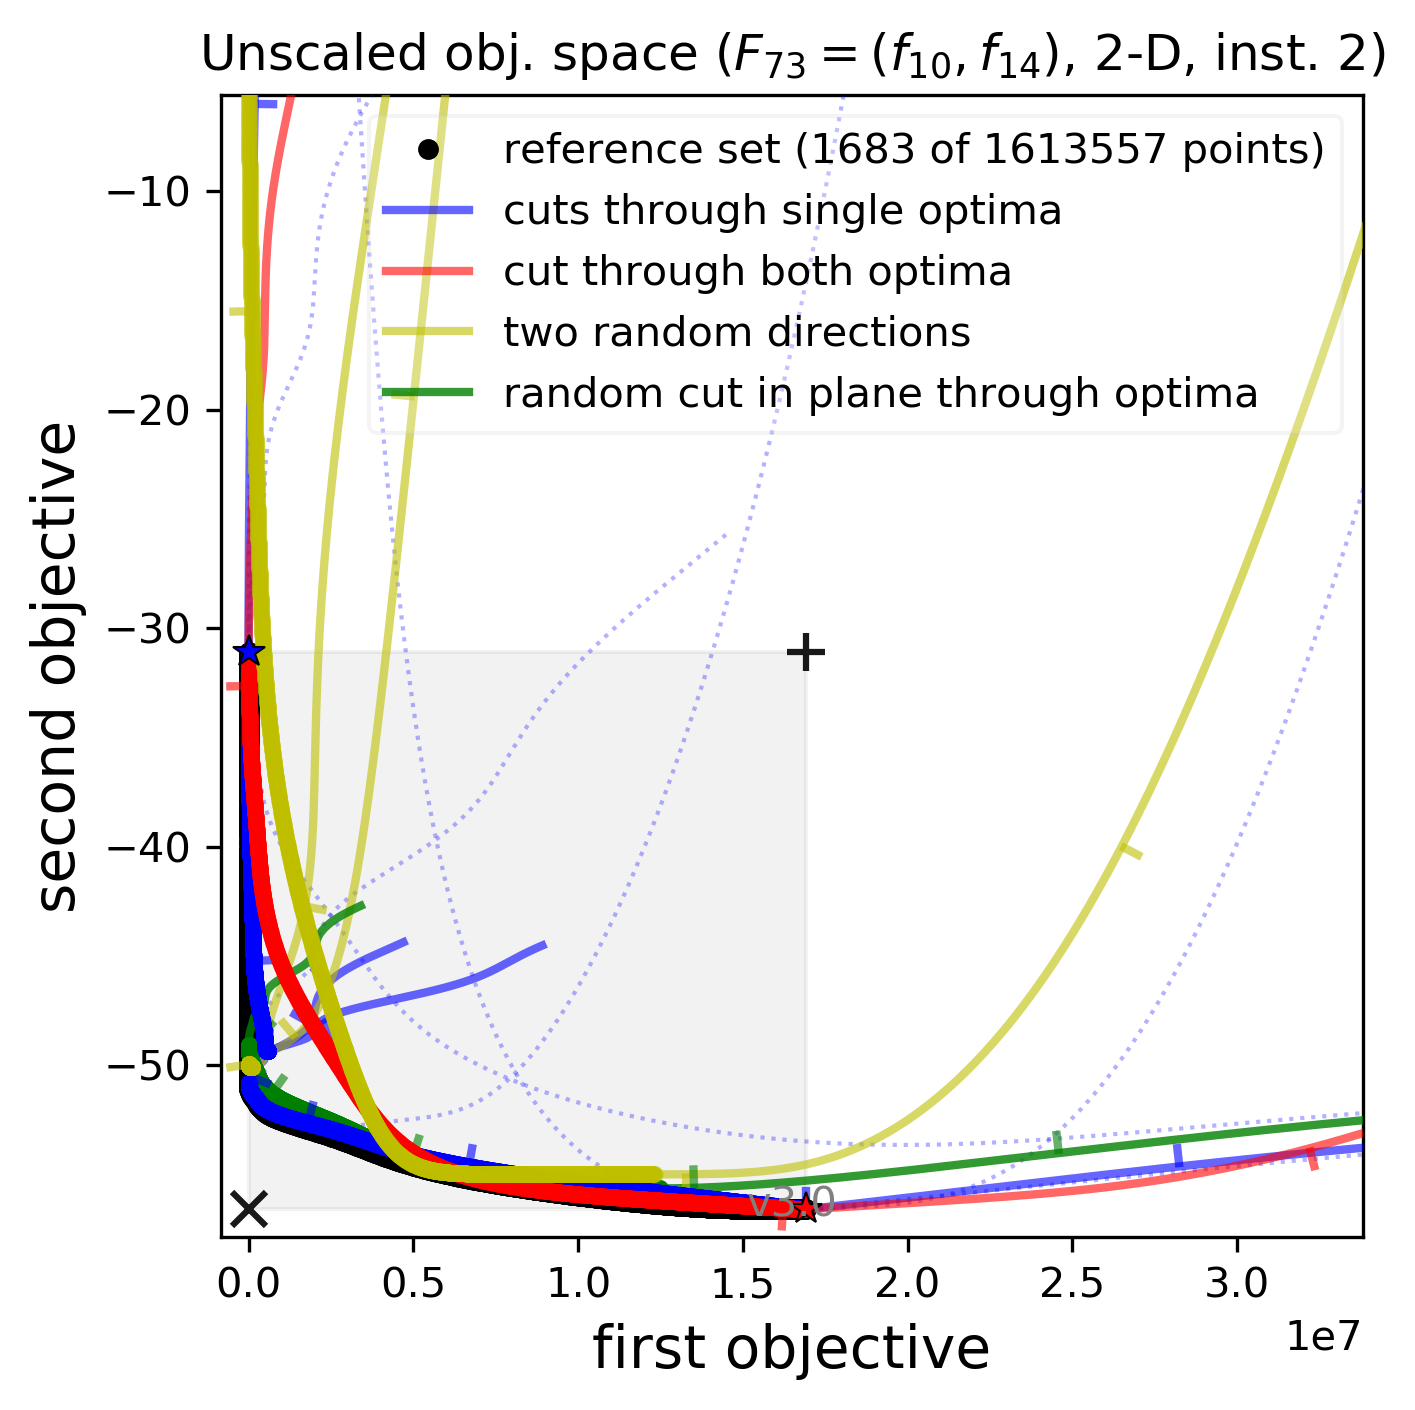 Unscaled obj. space (F₇₃ = (f₁₀, f₁₄), 2-D, inst. 2)
reference set (1683 of 1613557 points)
cuts through single optima
cut through both optima
two random directions
random cut in plane through optima
−10
−20
−30
−40
−50
second objective
v3.0
0.0 0.5 1.0 1.5 2.0 2.5 3.0
1e7
first objective